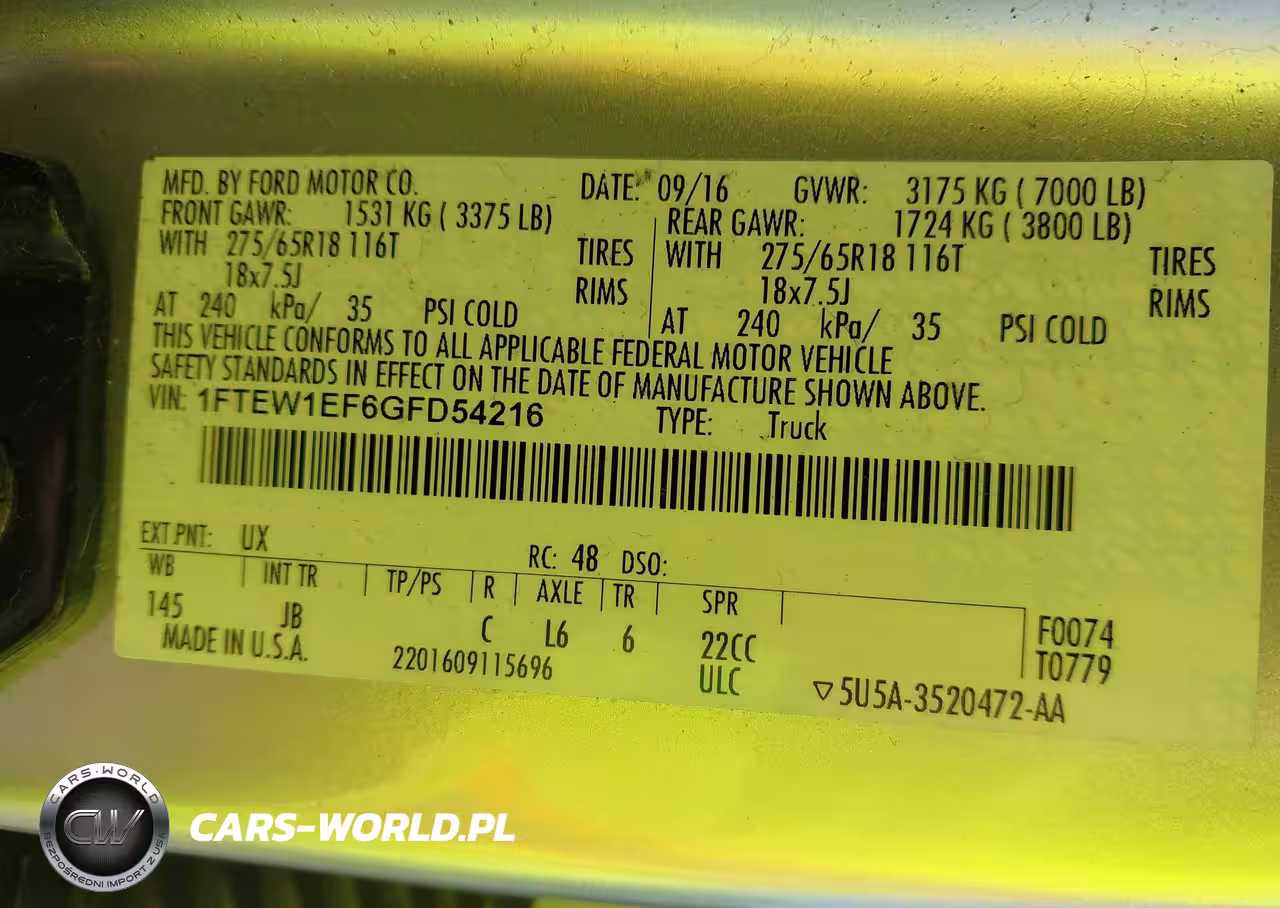 MFD. BY FORD MOTOR CO. DATE: 09/16 GVWR: 3175 KG ( 7000 LB)
FRONT GAWR: 1531 KG ( 3375 LB) REAR GAWR: 1724 KG ( 3800 LB)
WITH 275/65R18 116T TIRES WITH 275/65R18 116T TIRES
18x7.5J RIMS 18x7.5J RIMS
AT 240 kPa/ 35 PSI COLD AT 240 kPa/ 35 PSI COLD
THIS VEHICLE CONFORMS TO ALL APPLICABLE FEDERAL MOTOR VEHICLE
SAFETY STANDARDS IN EFFECT ON THE DATE OF MANUFACTURE SHOWN ABOVE.
VIN: 1FTEW1EF6GFD54216 TYPE: Truck
EXT PNT: UX RC: 48 DSO:
WB INT TR TP/PS R AXLE TR SPR
145 JB C L6 6 22CC F0074
MADE IN U.S.A. 2201609115696 ULC T0779
▽5U5A-3520472-AA
CARS-WORLD
CW
BEZPOŚREDNI IMPORT Z USA
CARS-WORLD.PL